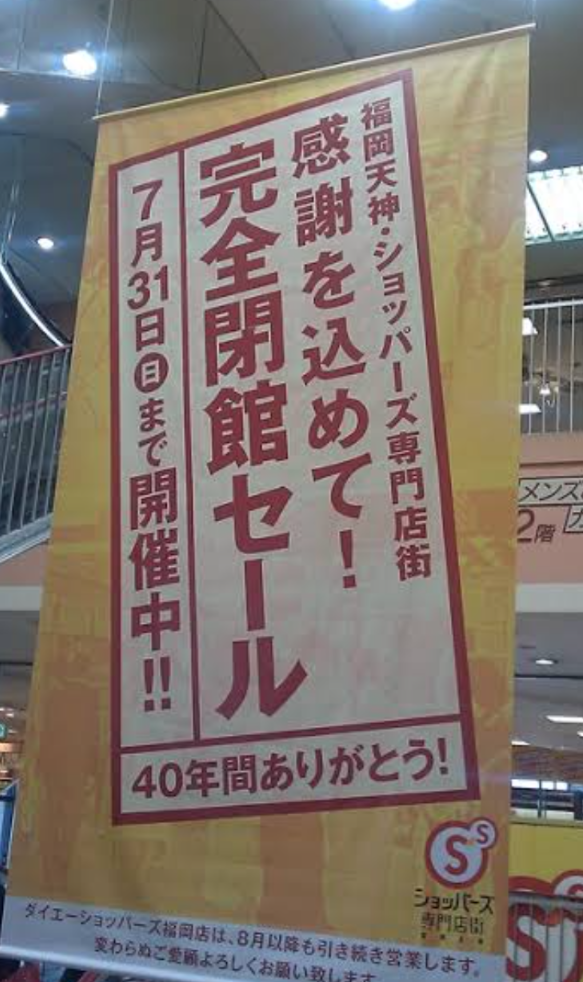 福岡天神・ショッパーズ専門店街
感謝を込めて!
完全閉館セール
7月31日㊐まで開催中!!
40年間ありがとう!
SS
ショッパーズ
専門店街
ダイエーショッパーズ福岡店は、8月以降も引き続き営業します。
変わらぬご愛顧よろしくお願い致します
メンズ
2階
S